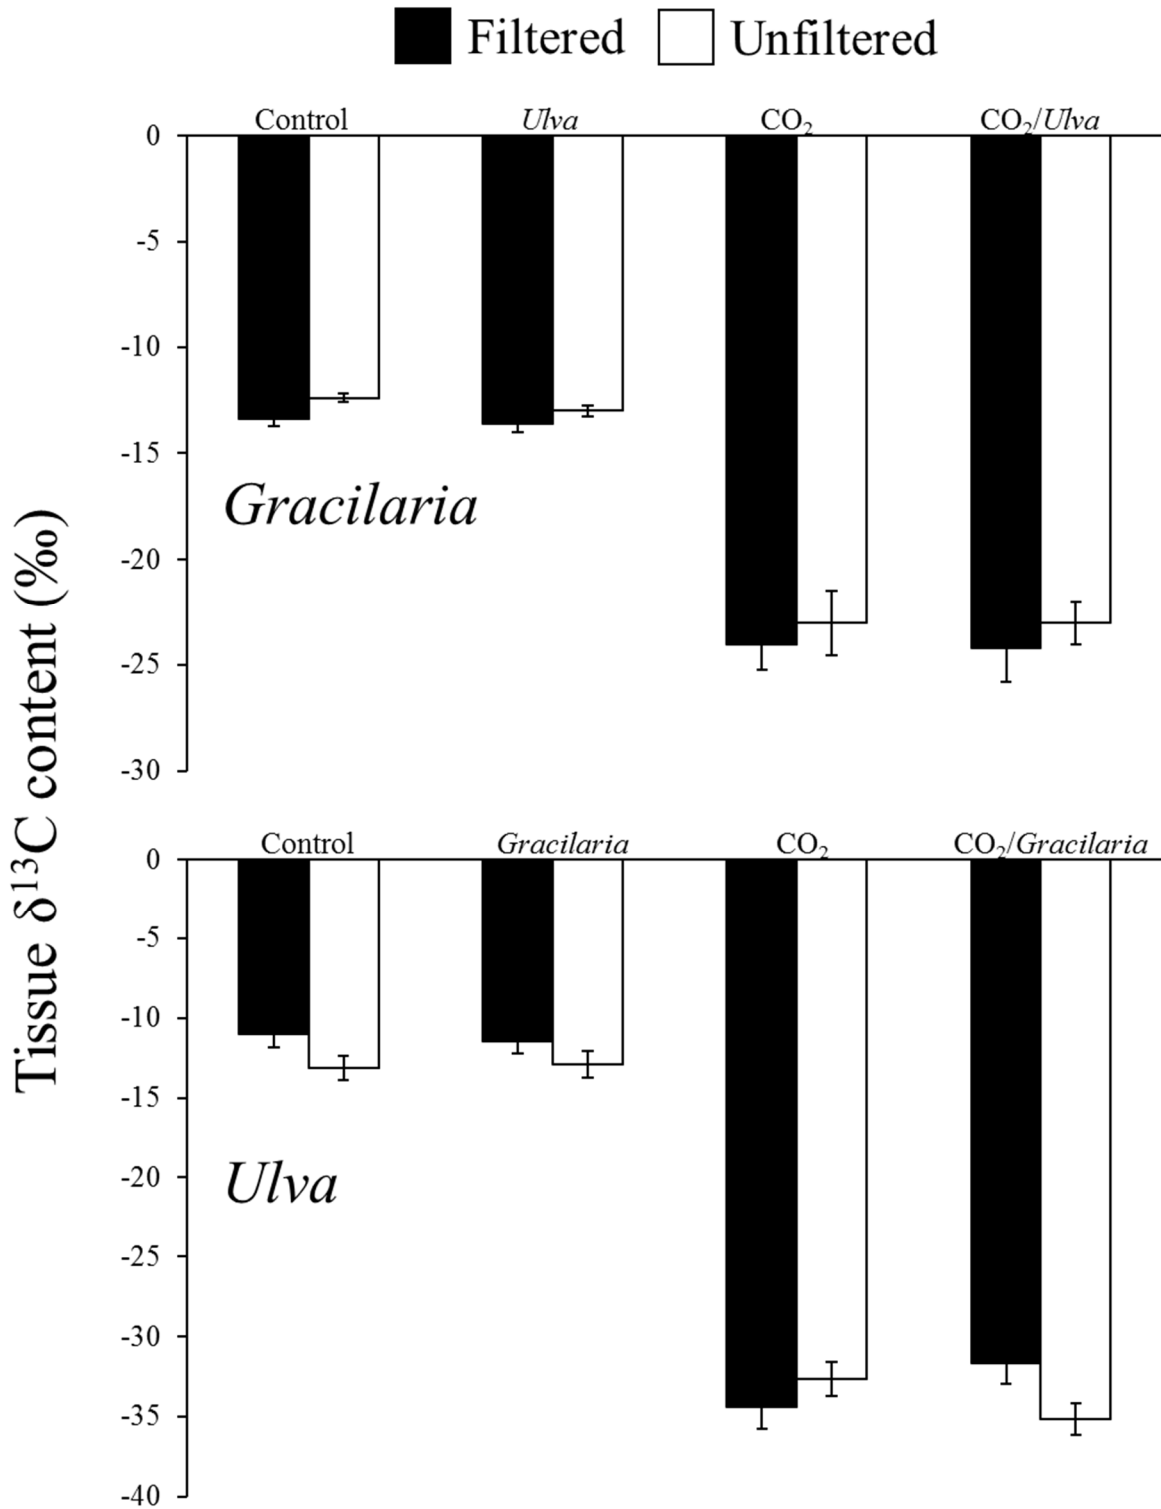 Filtered Unfiltered
Control Ulva CO₂ CO₂/Ulva
0
-5
-10
-15
-20
-25
-30
Gracilaria
Tissue δ¹³C content (‰)
Control Gracilaria CO₂ CO₂/Gracilaria
0
-5
-10
-15
-20
-25
-30
-35
-40
Ulva